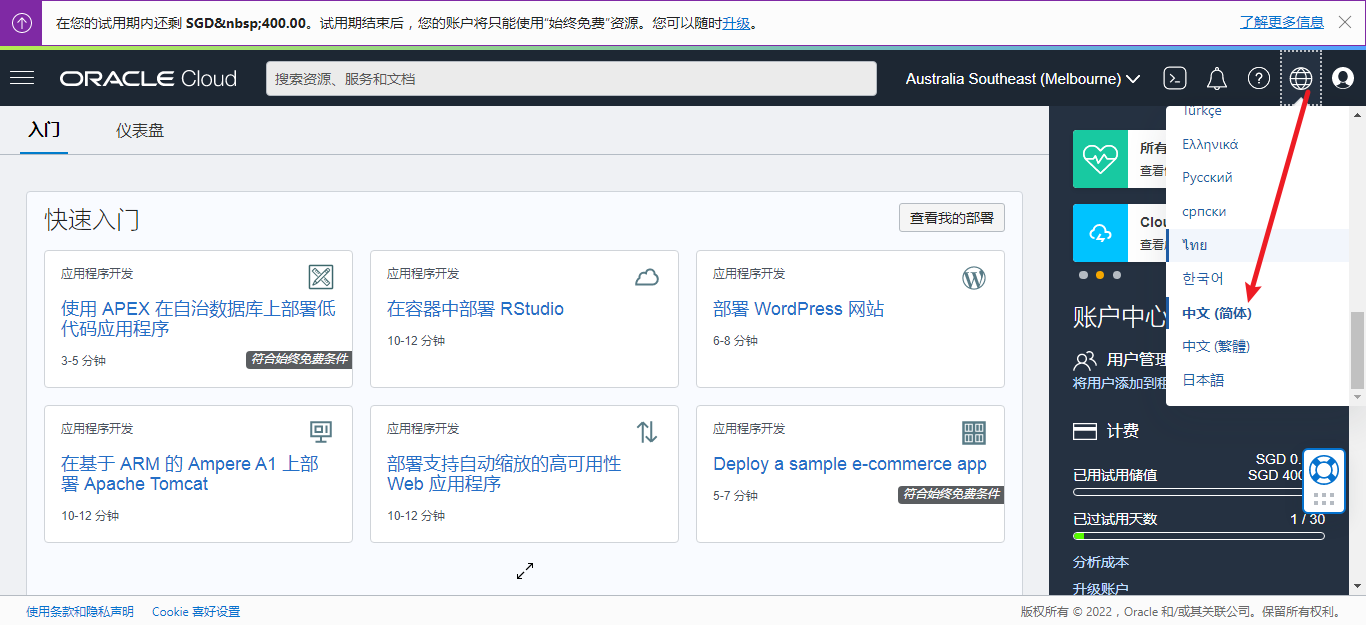 在您的试用期内还剩 SGD&nbsp;400.00。试用期结束后，您的账户将只能使用“始终免费”资源。您可以随时升级。
了解更多信息
ORACLE Cloud
搜索资源、服务和文档
Australia Southeast (Melbourne)
入门
仪表盘
快速入门
查看我的部署
应用程序开发
使用 APEX 在自治数据库上部署低
代码应用程序
3-5 分钟
符合始终免费条件
应用程序开发
在容器中部署 RStudio
10-12 分钟
应用程序开发
部署 WordPress 网站
6-8 分钟
应用程序开发
在基于 ARM 的 Ampere A1 上部
署 Apache Tomcat
10-12 分钟
应用程序开发
部署支持自动缩放的高可用性
Web 应用程序
10-12 分钟
应用程序开发
Deploy a sample e-commerce app
5-7 分钟
符合始终免费条件
所有
查看
Clou
查看
Türkçe
Ελληνικά
Русский
српски
ไทย
한국어
中文 (简体)
中文 (繁體)
日本語
账户中心
用户管理
将用户添加到租
计费
SGD 0.
已用试用储值
SGD 400
已过试用天数
1 / 30
分析成本
升级账户
使用条款和隐私声明
Cookie 喜好设置
版权所有 © 2022，Oracle 和/或其关联公司。保留所有权利。